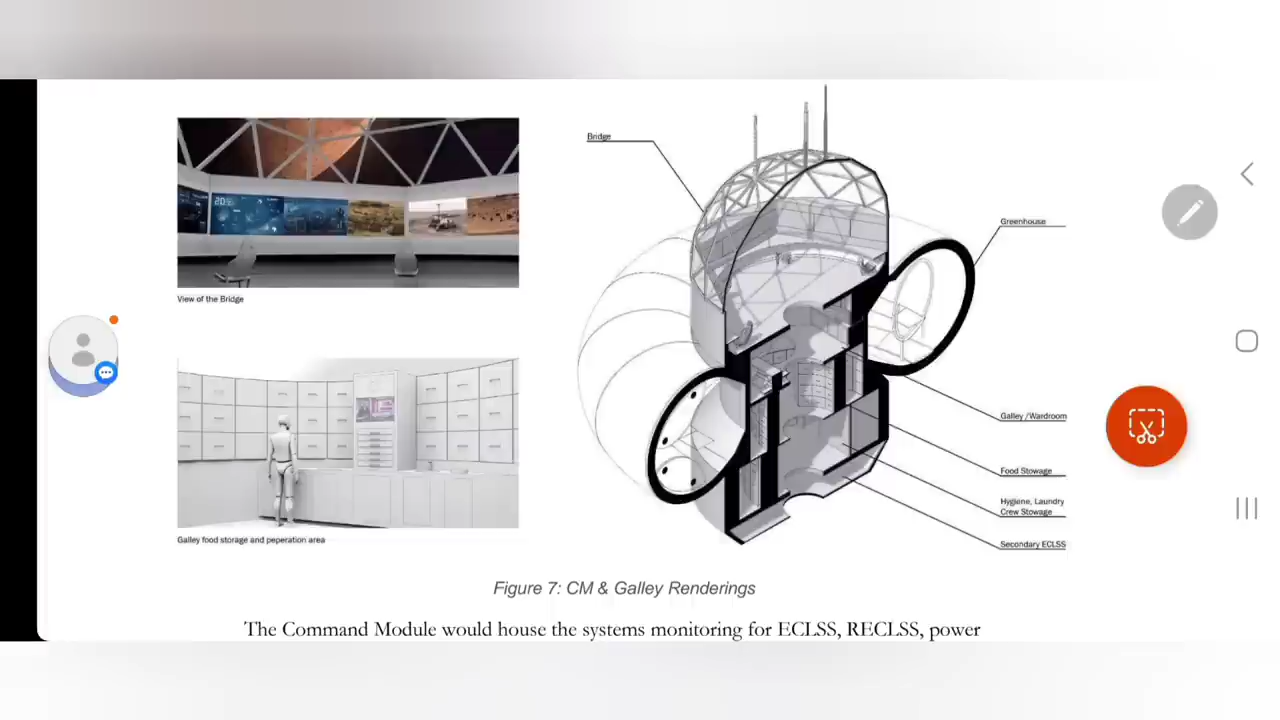 Bridge
Greenhouse
View of the Bridge
Galley /Wardroom
Food Stowage
Hygiene, Laundry
Crew Stowage
Secondary ECLSS
Galley food storage and peperation area
Figure 7: CM & Galley Renderings
The Command Module would house the systems monitoring for ECLSS, RECLSS, power